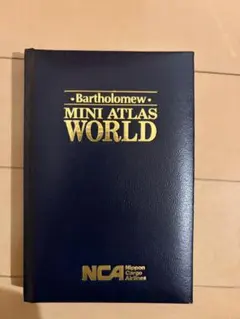 • Bartholomew •
MINI ATLAS
WORLD
NCA Nippon
Cargo
Airlines